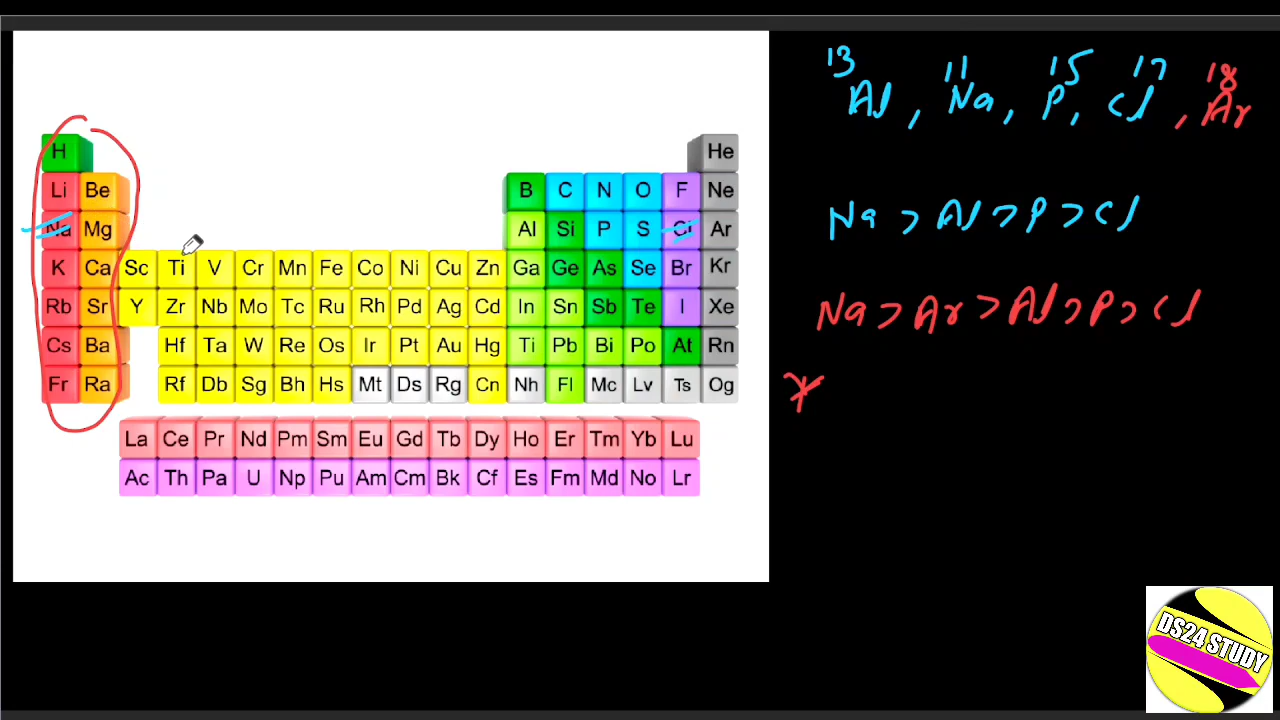 13 11 15 17 18
Al, Na, P, Cl, Ar
Na > Al > P > Cl
Na > Ar > Al > P > Cl
*
H He
Li Be B C N O F Ne
Na Mg Al Si P S Cl Ar
K Ca Sc Ti V Cr Mn Fe Co Ni Cu Zn Ga Ge As Se Br Kr
Rb Sr Y Zr Nb Mo Tc Ru Rh Pd Ag Cd In Sn Sb Te I Xe
Cs Ba Hf Ta W Re Os Ir Pt Au Hg Ti Pb Bi Po At Rn
Fr Ra Rf Db Sg Bh Hs Mt Ds Rg Cn Nh Fl Mc Lv Ts Og
La Ce Pr Nd Pm Sm Eu Gd Tb Dy Ho Er Tm Yb Lu
Ac Th Pa U Np Pu Am Cm Bk Cf Es Fm Md No Lr
DS24 STUDY